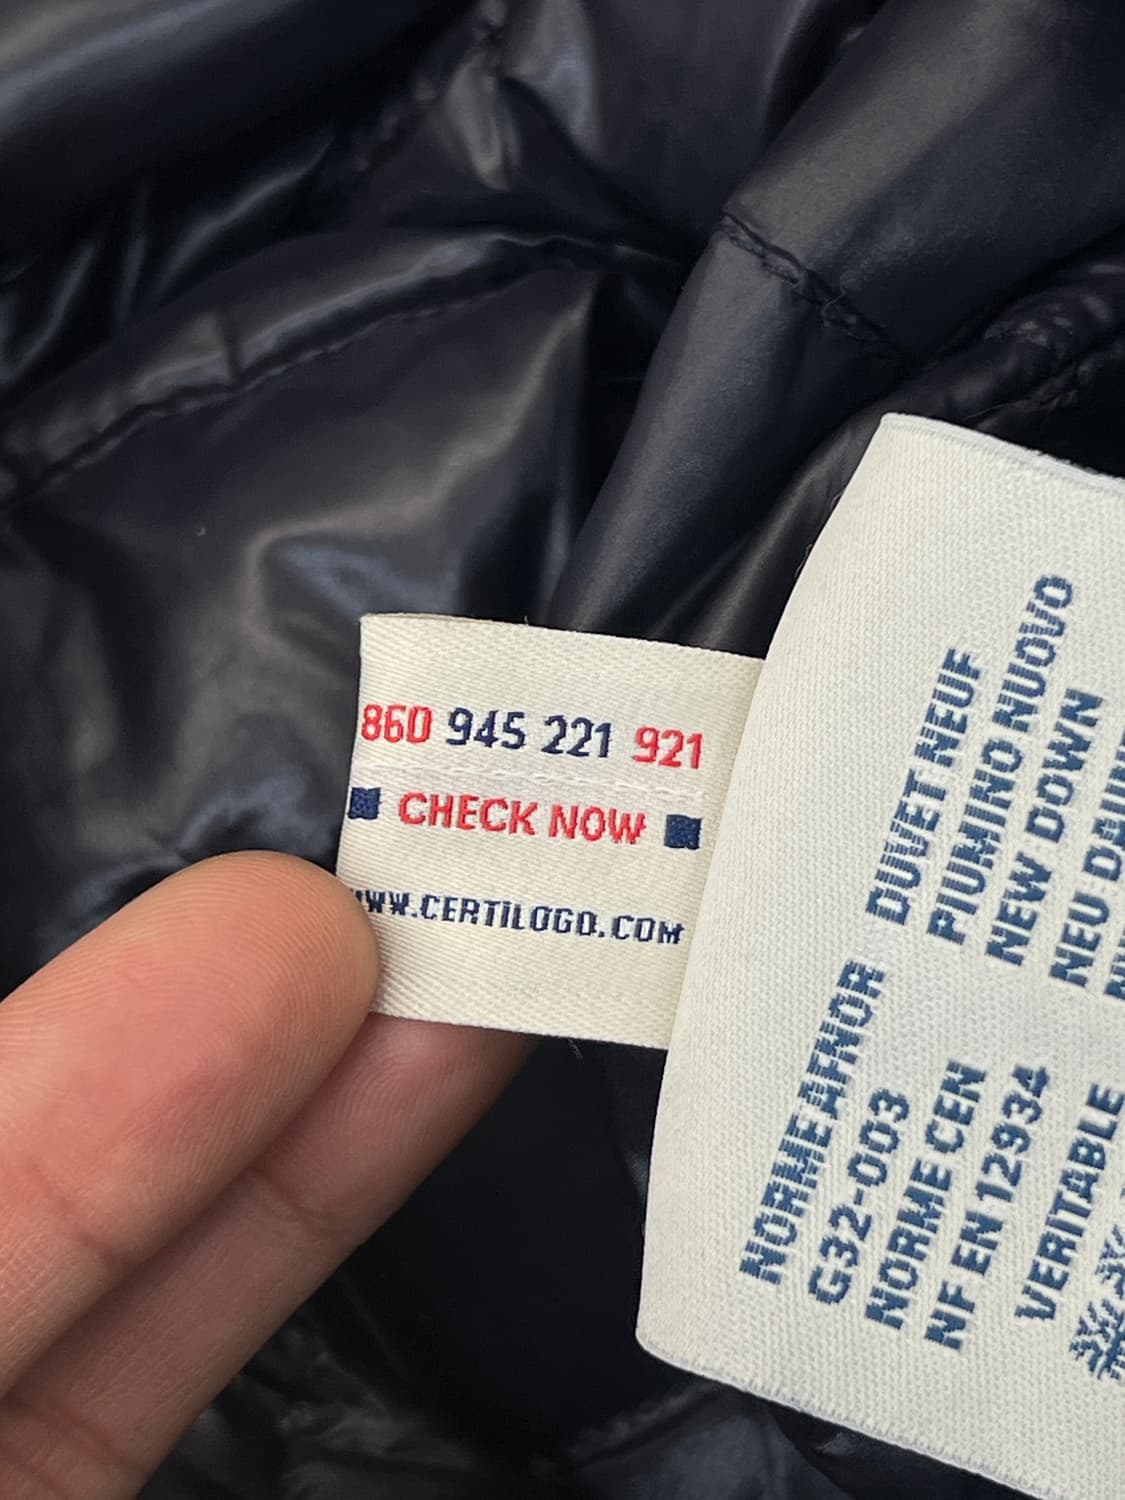 860 945 221 921
CHECK NOW
WWW.CERTILOGO.COM
DUVET NEUF
PIUMINO NUOVO
NEW DOWN
NEU
NORME AFNOR
G32-003
NORME CEN
NF EN 12934
VERITABLE